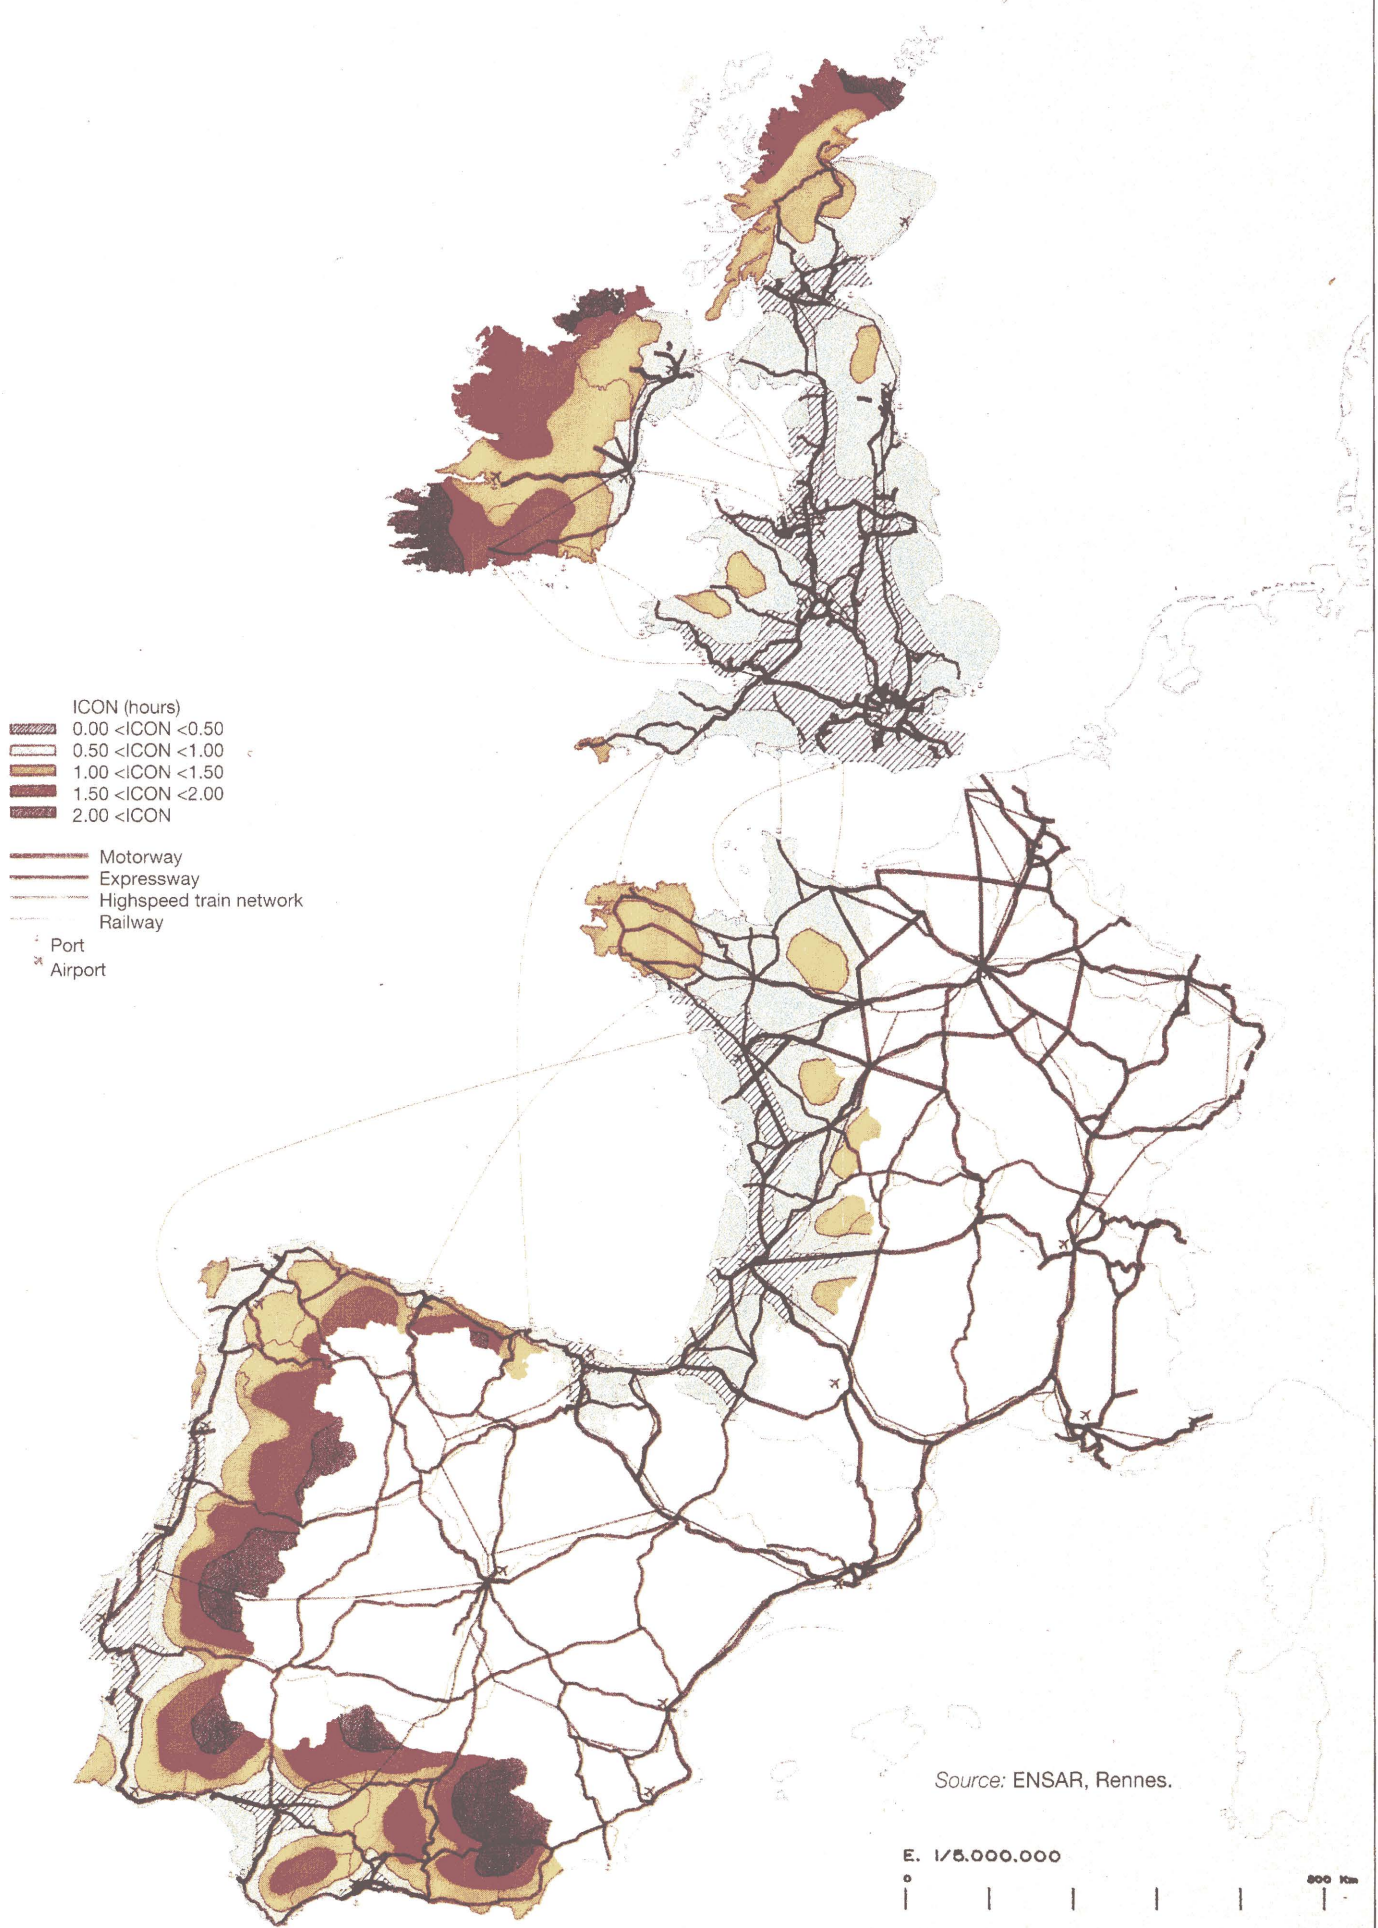 ICON (hours)
0.00 <ICON <0.50
0.50 <ICON <1.00
1.00 <ICON <1.50
1.50 <ICON <2.00
2.00 <ICON
Motorway
Expressway
Highspeed train network
Railway
Port
Airport
Source: ENSAR, Rennes.
E. 1/5.000.000
0 300 Km